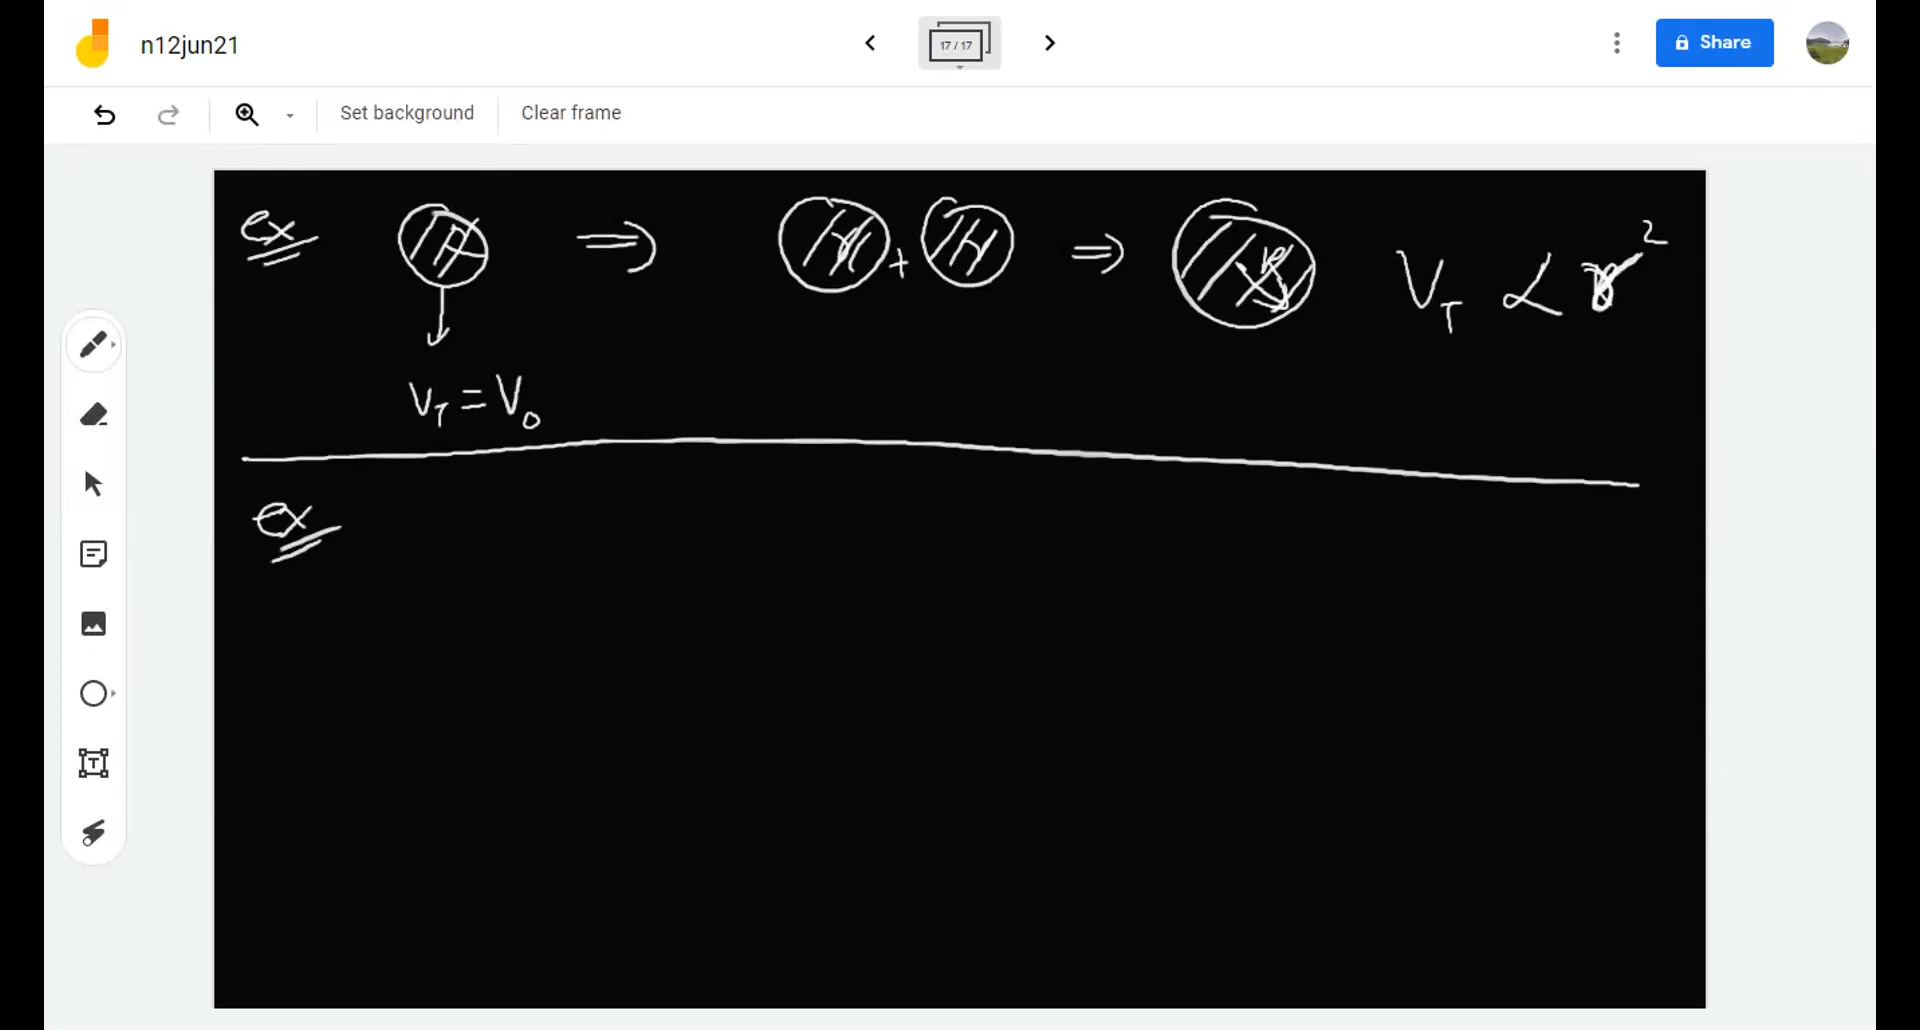 n12jun21
17 / 17
Share
Set background
Clear frame
ex ⇒ + ⇒ R V_T ∝ r²
V_T = V_0
ex